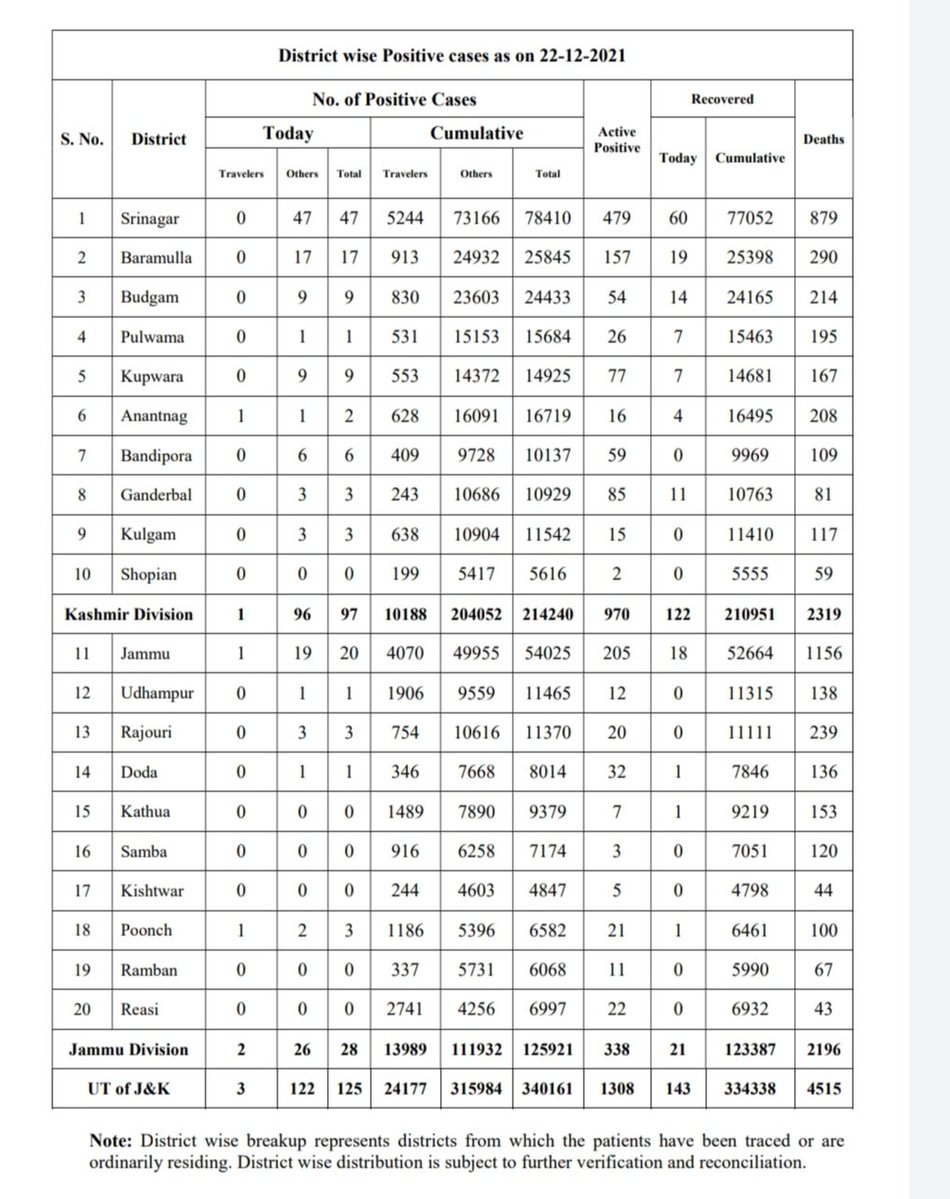 District wise Positive cases as on 22-12-2021
S. No. District No. of Positive Cases Active Positive Recovered Deaths
Today Cumulative Today Cumulative
Travelers Others Total Travelers Others Total
1 Srinagar 0 47 47 5244 73166 78410 479 60 77052 879
2 Baramulla 0 17 17 913 24932 25845 157 19 25398 290
3 Budgam 0 9 9 830 23603 24433 54 14 24165 214
4 Pulwama 0 1 1 531 15153 15684 26 7 15463 195
5 Kupwara 0 9 9 553 14372 14925 77 7 14681 167
6 Anantnag 1 1 2 628 16091 16719 16 4 16495 208
7 Bandipora 0 6 6 409 9728 10137 59 0 9969 109
8 Ganderbal 0 3 3 243 10686 10929 85 11 10763 81
9 Kulgam 0 3 3 638 10904 11542 15 0 11410 117
10 Shopian 0 0 0 199 5417 5616 2 0 5555 59
Kashmir Division 1 96 97 10188 204052 214240 970 122 210951 2319
11 Jammu 1 19 20 4070 49955 54025 205 18 52664 1156
12 Udhampur 0 1 1 1906 9559 11465 12 0 11315 138
13 Rajouri 0 3 3 754 10616 11370 20 0 11111 239
14 Doda 0 1 1 346 7668 8014 32 1 7846 136
15 Kathua 0 0 0 1489 7890 9379 7 1 9219 153
16 Samba 0 0 0 916 6258 7174 3 0 7051 120
17 Kishtwar 0 0 0 244 4603 4847 5 0 4798 44
18 Poonch 1 2 3 1186 5396 6582 21 1 6461 100
19 Ramban 0 0 0 337 5731 6068 11 0 5990 67
20 Reasi 0 0 0 2741 4256 6997 22 0 6932 43
Jammu Division 2 26 28 13989 111932 125921 338 21 123387 2196
UT of J&K 3 122 125 24177 315984 340161 1308 143 334338 4515
Note: District wise breakup represents districts from which the patients have been traced or are
ordinarily residing. District wise distribution is subject to further verification and reconciliation.